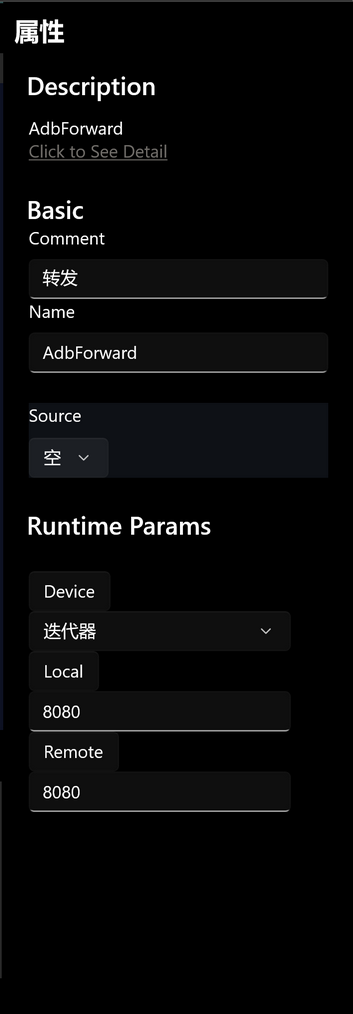 属性
Description
AdbForward
Click to See Detail
Basic
Comment
转发
Name
AdbForward
Source
空
Runtime Params
Device
迭代器
Local
8080
Remote
8080